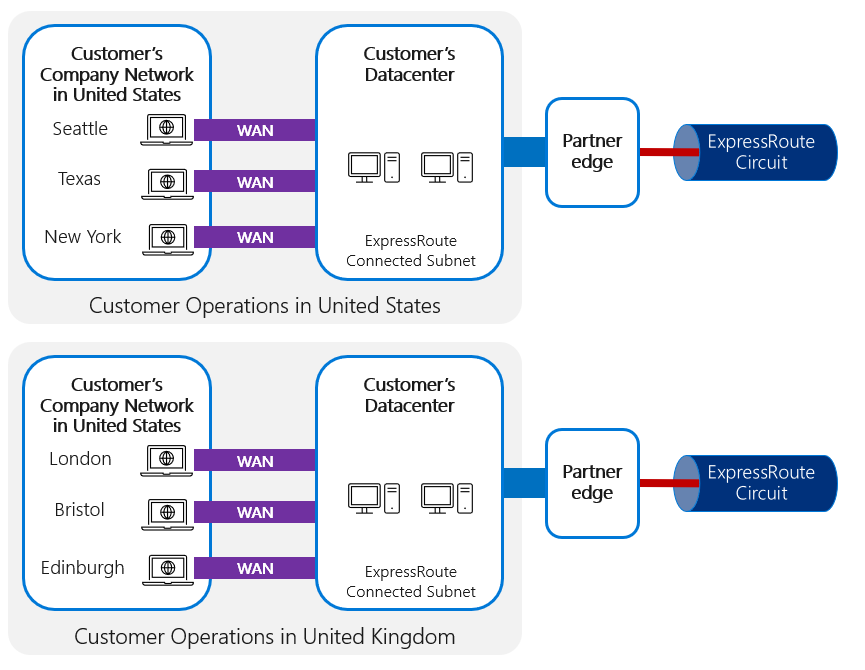 Customer's
Company Network
in United States
Seattle
WAN
Texas
WAN
New York
WAN
Customer's
Datacenter
ExpressRoute
Connected Subnet
Partner
edge
ExpressRoute
Circuit
Customer Operations in United States
Customer's
Company Network
in United States
London
WAN
Bristol
WAN
Edinburgh
WAN
Customer's
Datacenter
ExpressRoute
Connected Subnet
Partner
edge
ExpressRoute
Circuit
Customer Operations in United Kingdom